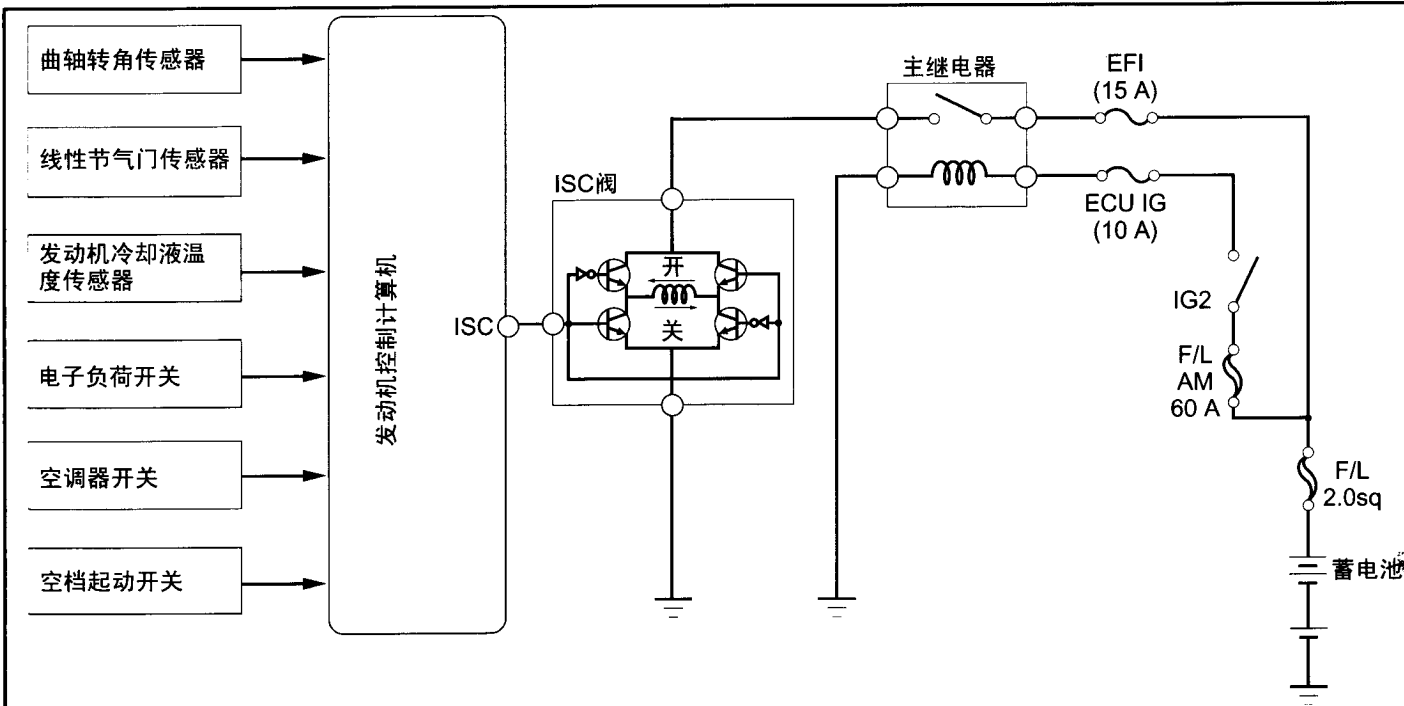 曲轴转角传感器
线性节气门传感器
发动机冷却液温
度传感器
电子负荷开关
空调器开关
空档起动开关
发动机控制计算机
ISC
ISC阀
开
关
主继电器
EFI
(15 A)
ECU IG
(10 A)
IG2
F/L
AM
60 A
F/L
2.0sq
蓄电池